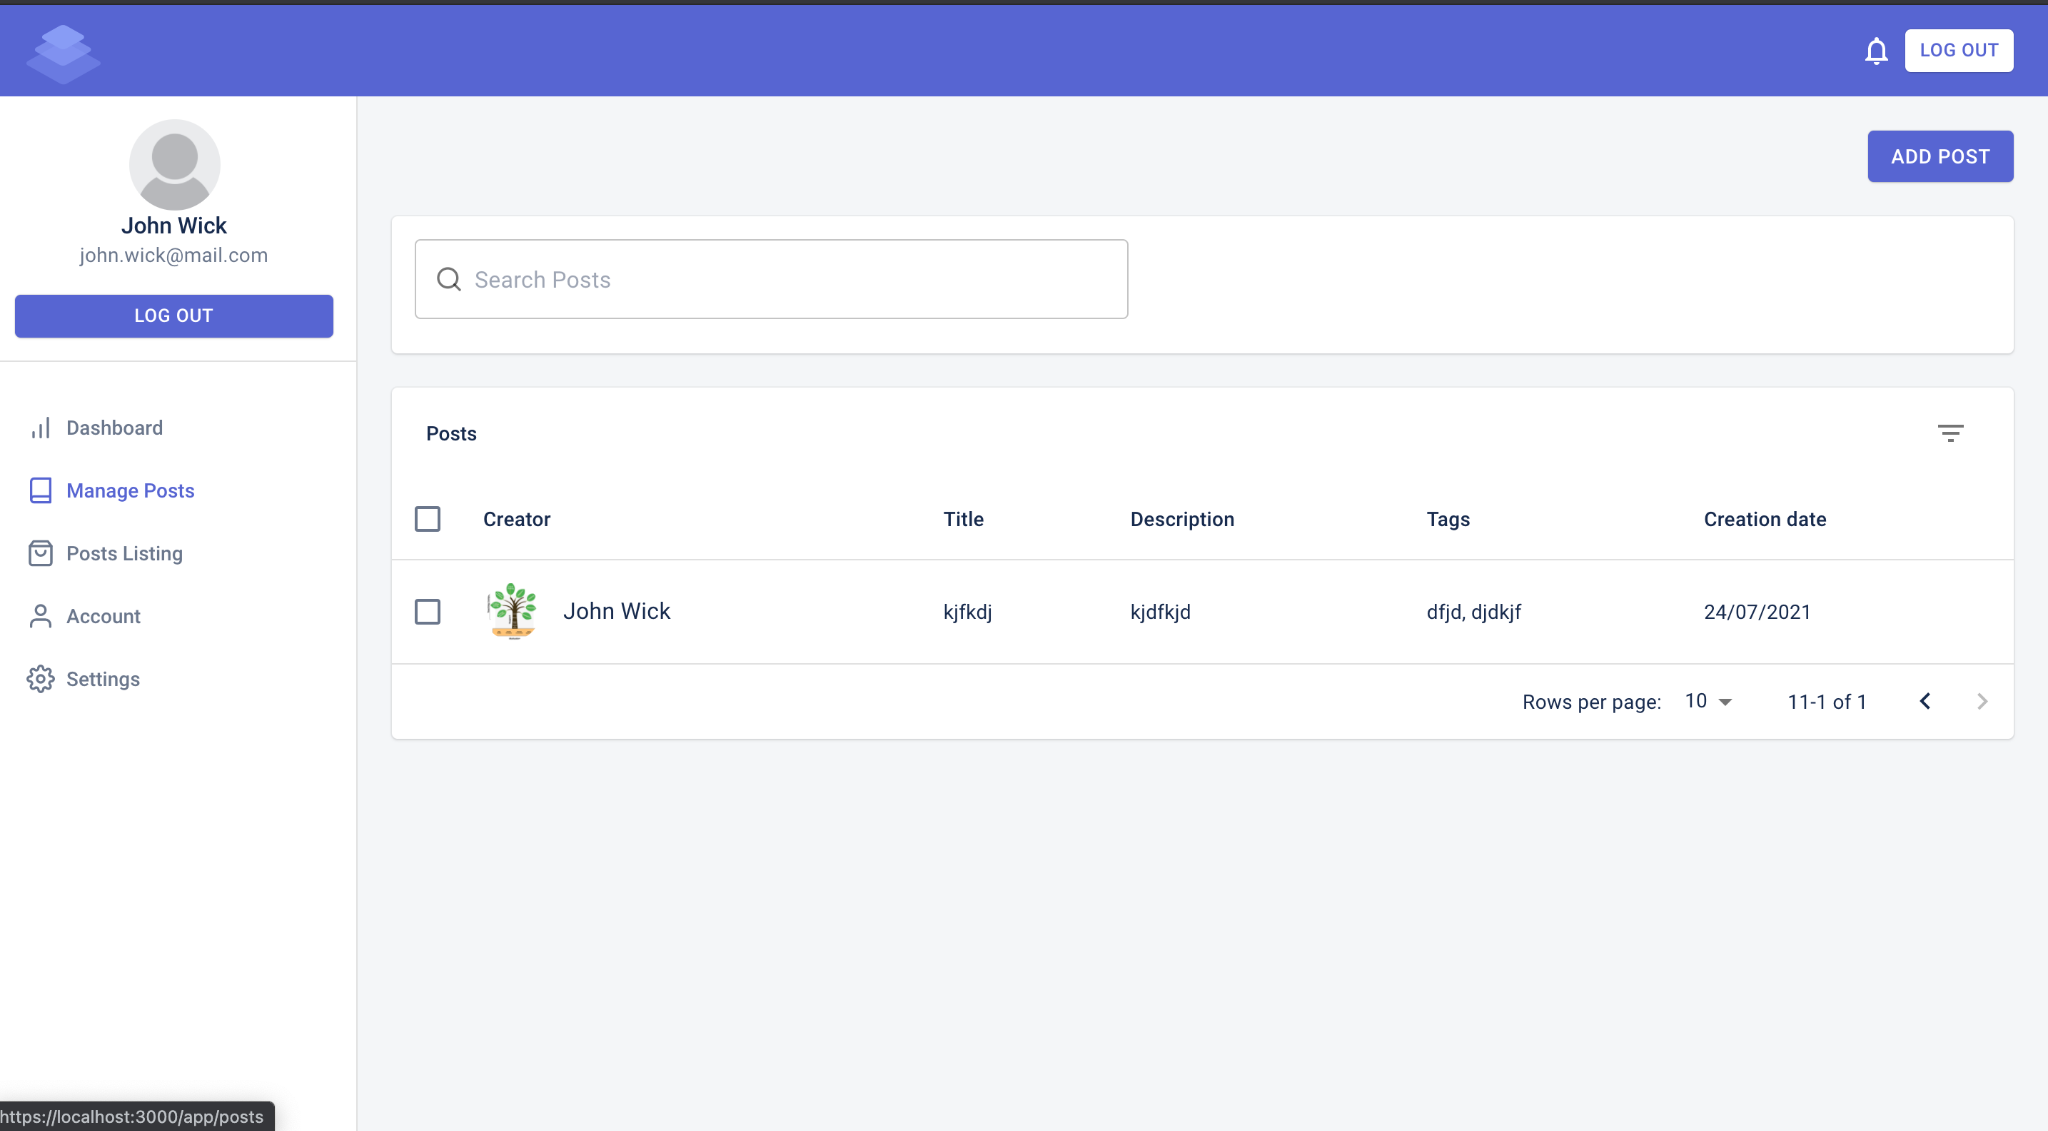 LOG OUT
ADD POST
John Wick
john.wick@mail.com
LOG OUT
Dashboard
Manage Posts
Posts Listing
Account
Settings
Search Posts
Posts
Creator Title Description Tags Creation date
John Wick kjfkdj kjdfkjd dfjd, djdkjf 24/07/2021
Rows per page: 10 11-1 of 1
https://localhost:3000/app/posts